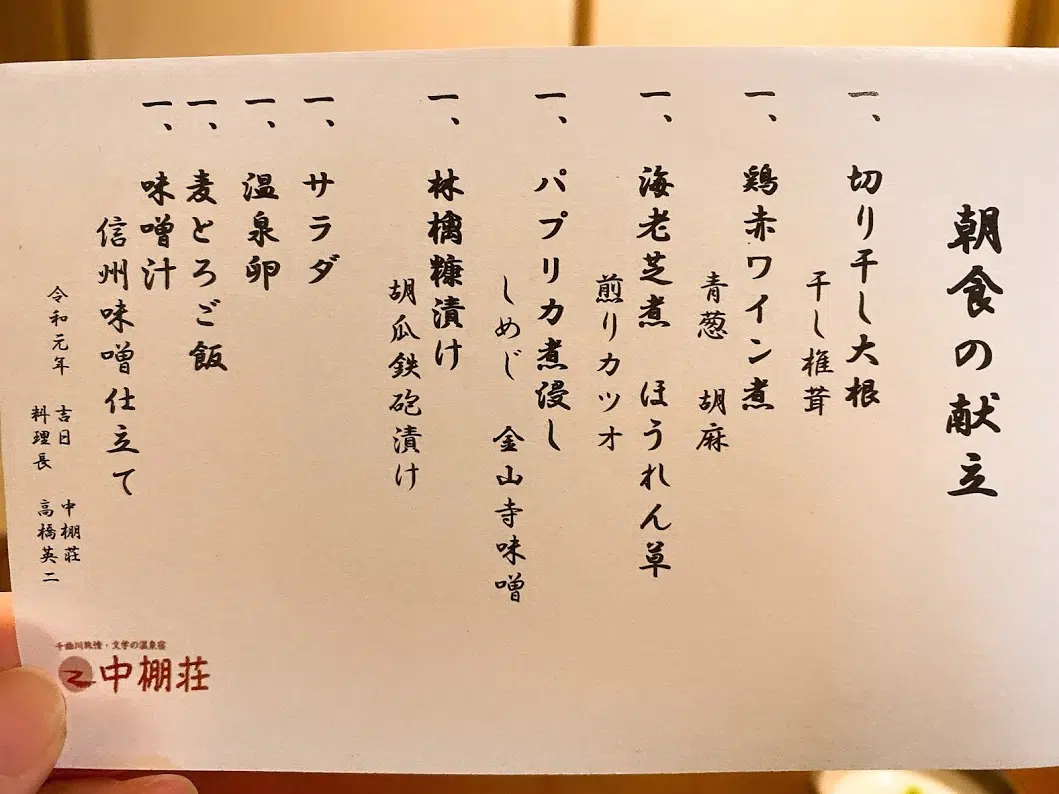 朝食の献立
一、 切り干し大根
干し椎茸
一、 鶏赤ワイン煮
青葱 胡麻
一、 海老芝煮 ほうれん草
煎りカツオ
一、 パプリカ煮浸し
しめじ 金山寺味噌
一、 林檎糠漬け
胡瓜鉄砲漬け
一、 サラダ
一、 温泉卵
一、 麦とろご飯
一、 味噌汁
信州味噌仕立て
令和元年 吉日 中棚荘
料理長 高橋英二
千曲川旅情・文学の温泉宿
中棚荘